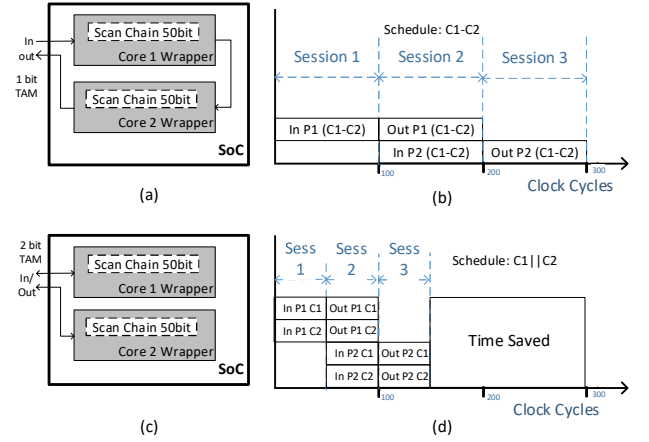 In
out
1 bit
TAM
Scan Chain 50bit
Core 1 Wrapper
Scan Chain 50bit
Core 2 Wrapper
SoC
(a)
Schedule: C1-C2
Session 1
Session 2
Session 3
In P1 (C1-C2)
Out P1 (C1-C2)
In P2 (C1-C2)
Out P2 (C1-C2)
100
200
300
Clock Cycles
(b)
2 bit
TAM
In/
Out
Scan Chain 50bit
Core 1 Wrapper
Scan Chain 50bit
Core 2 Wrapper
SoC
(c)
Sess
1
Sess
2
Sess
3
Schedule: C1||C2
In P1 C1
Out P1 C1
In P1 C2
Out P1 C2
In P2 C1
Out P2 C1
In P2 C2
Out P2 C2
Time Saved
100
200
300
Clock Cycles
(d)